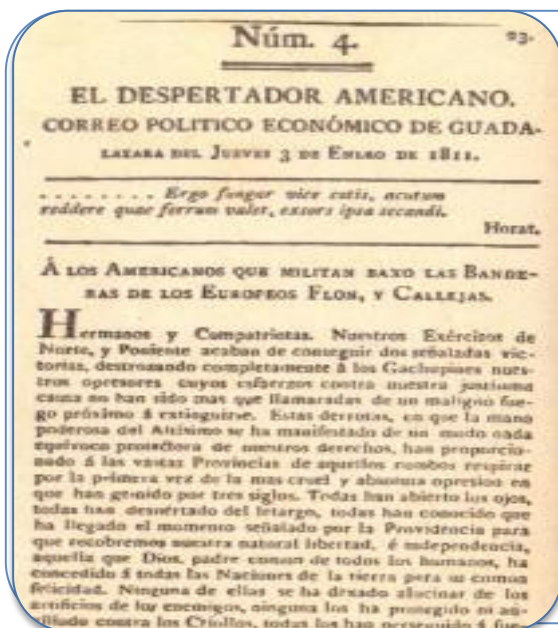 Núm. 4.
23.
EL DESPERTADOR AMERICANO.
CORREO POLITICO ECONÓMICO DE GUADA-
LAXARA DEL JUEVES 3 DE ENERO DE 1811.
. . . . . . . . Ergo fungar vice cotis, acutum
reddere quae ferrum valet, exsors ipsa secandi.
Horat.
Á LOS AMERICANOS QUE MILITAN BAXO LAS BANDE-
RAS DE LOS EUROPEOS FLON, Y CALLEJAS.
Hermanos y Compatriotas. Nuestros Exércitos de
Norte, y Poniente acaban de conseguir dos señaladas vic-
torias, destrozando completamente á los Gachupines nues-
tros opresores cuyos esfuerzos contra nuestra justisima
causa no han sido mas que llamaradas de un maligno fue-
go próximo á extinguirse. Estas derrotas, en que la mano
poderosa del Altísimo se ha manifestado de un modo nada
equivoco protectora de nuestros derechos, han proporcio-
nado á las vastas Provincias de aquellos rumbos respirar
por la primera vez de la mas cruel y absoluta opresion en
que han gemido por tres siglos. Todas han abierto los ojos,
todas han despertado del letargo, todas han conocido que
ha llegado el momento señalado por la Providencia para
que recobremos nuestra natural libertad, é independencia,
aquella que Dios, padre comun de todos los humanos, ha
concedido á todas las Naciones de la tierra para su comun
felicidad. Ninguna de ellas se ha dexado alucinar de los
artificios de los enemigos, ninguna los ha protegido ni au-
xiliado contra los Criollos, todas los han perseguido á fue-